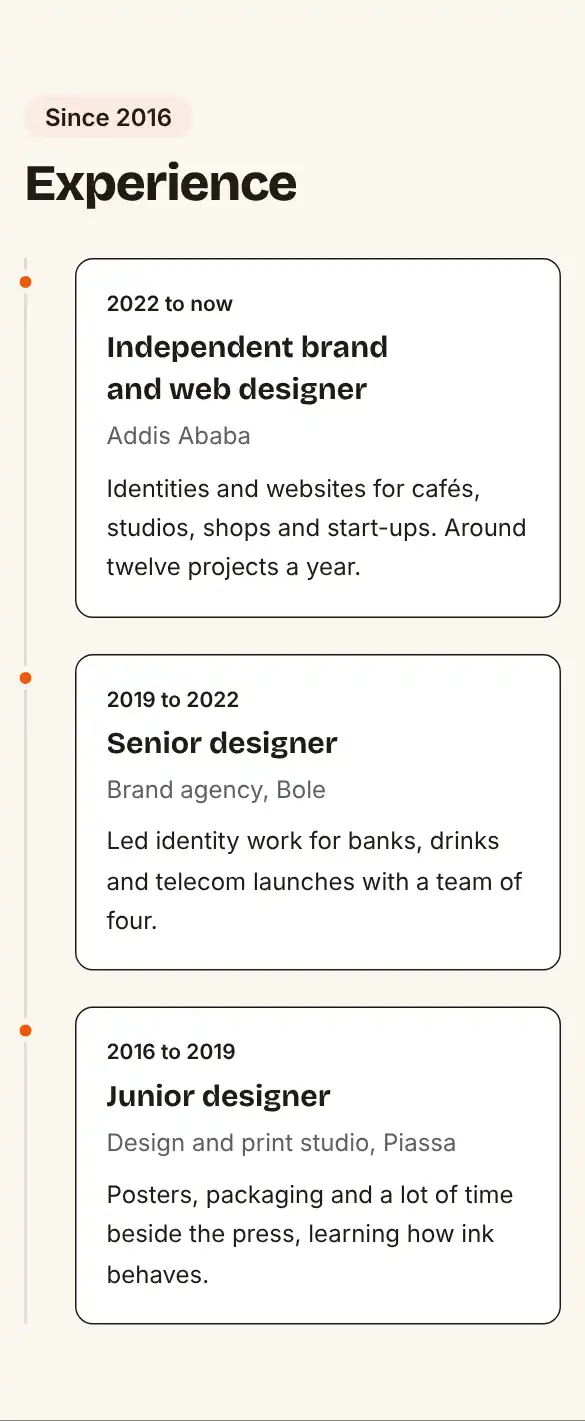 Since 2016
Experience
2022 to now
Independent brand
and web designer
Addis Ababa
Identities and websites for cafés,
studios, shops and start-ups. Around
twelve projects a year.
2019 to 2022
Senior designer
Brand agency, Bole
Led identity work for banks, drinks
and telecom launches with a team of
four.
2016 to 2019
Junior designer
Design and print studio, Piassa
Posters, packaging and a lot of time
beside the press, learning how ink
behaves.